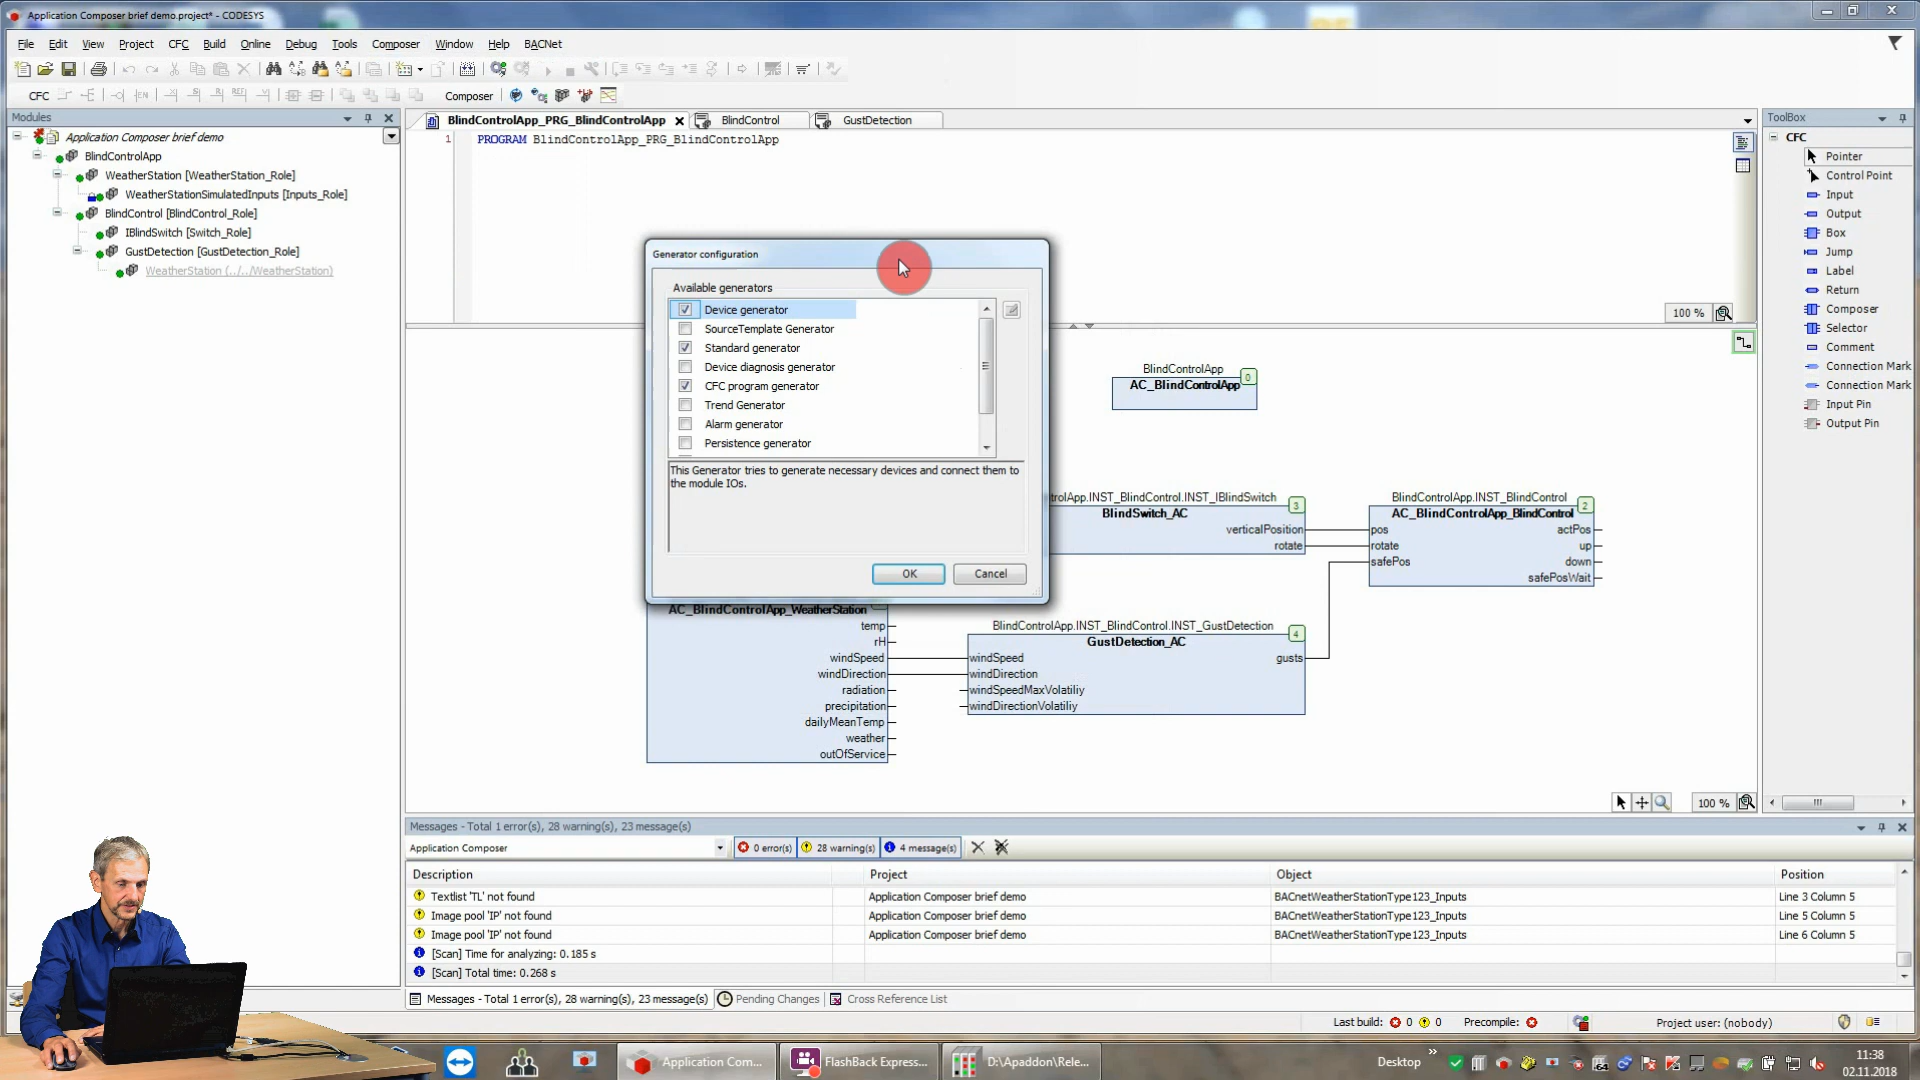 Application Composer brief demo.project* - CODESYS
File Edit View Project CFC Build Online Debug Tools Composer Window Help BACNet
CFC
Composer
Modules
Application Composer brief demo
BlindControlApp
WeatherStation [WeatherStation_Role]
WeatherStationSimulatedInputs [Inputs_Role]
BlindControl [BlindControl_Role]
IBlindSwitch [Switch_Role]
GustDetection [GustDetection_Role]
WeatherStation (../../WeatherStation)
BlindControlApp_PRG_BlindControlApp
BlindControl
GustDetection
1 PROGRAM BlindControlApp_PRG_BlindControlApp
100 %
Generator configuration
Available generators
Device generator
SourceTemplate Generator
Standard generator
Device diagnosis generator
CFC program generator
Trend Generator
Alarm generator
Persistence generator
This Generator tries to generate necessary devices and connect them to
the module IOs.
OK
Cancel
BlindControlApp
0
AC_BlindControlApp
rolApp.INST_BlindControl.INST_IBlindSwitch
3
BlindSwitch_AC
verticalPosition
rotate
BlindControlApp.INST_BlindControl
2
AC_BlindControlApp_BlindControl
pos actPos
rotate up
safePos down
safePosWait
AC_BlindControlApp_WeatherStation
temp
rH
windSpeed
windDirection
radiation
precipitation
dailyMeanTemp
weather
outOfService
BlindControlApp.INST_BlindControl.INST_GustDetection
4
GustDetection_AC
windSpeed gusts
windDirection
windSpeedMaxVolatiliy
windDirectionVolatiliy
100 %
ToolBox
CFC
Pointer
Control Point
Input
Output
Box
Jump
Label
Return
Composer
Selector
Comment
Connection Mark
Connection Mark
Input Pin
Output Pin
Messages - Total 1 error(s), 28 warning(s), 23 message(s)
Application Composer
0 error(s)
28 warning(s)
4 message(s)
Description Project Object Position
Textlist 'TL' not found Application Composer brief demo BACnetWeatherStationType123_Inputs Line 3 Column 5
Image pool 'IP' not found Application Composer brief demo BACnetWeatherStationType123_Inputs Line 5 Column 5
Image pool 'IP' not found Application Composer brief demo BACnetWeatherStationType123_Inputs Line 6 Column 5
[Scan] Time for analyzing: 0.185 s
[Scan] Total time: 0.268 s
Messages - Total 1 error(s), 28 warning(s), 23 message(s)
Pending Changes
Cross Reference List
Last build: 0 0 Precompile:
Project user: (nobody)
Application Com...
FlashBack Express...
D:\Apaddon\Rele...
Desktop
11:38
02.11.2018